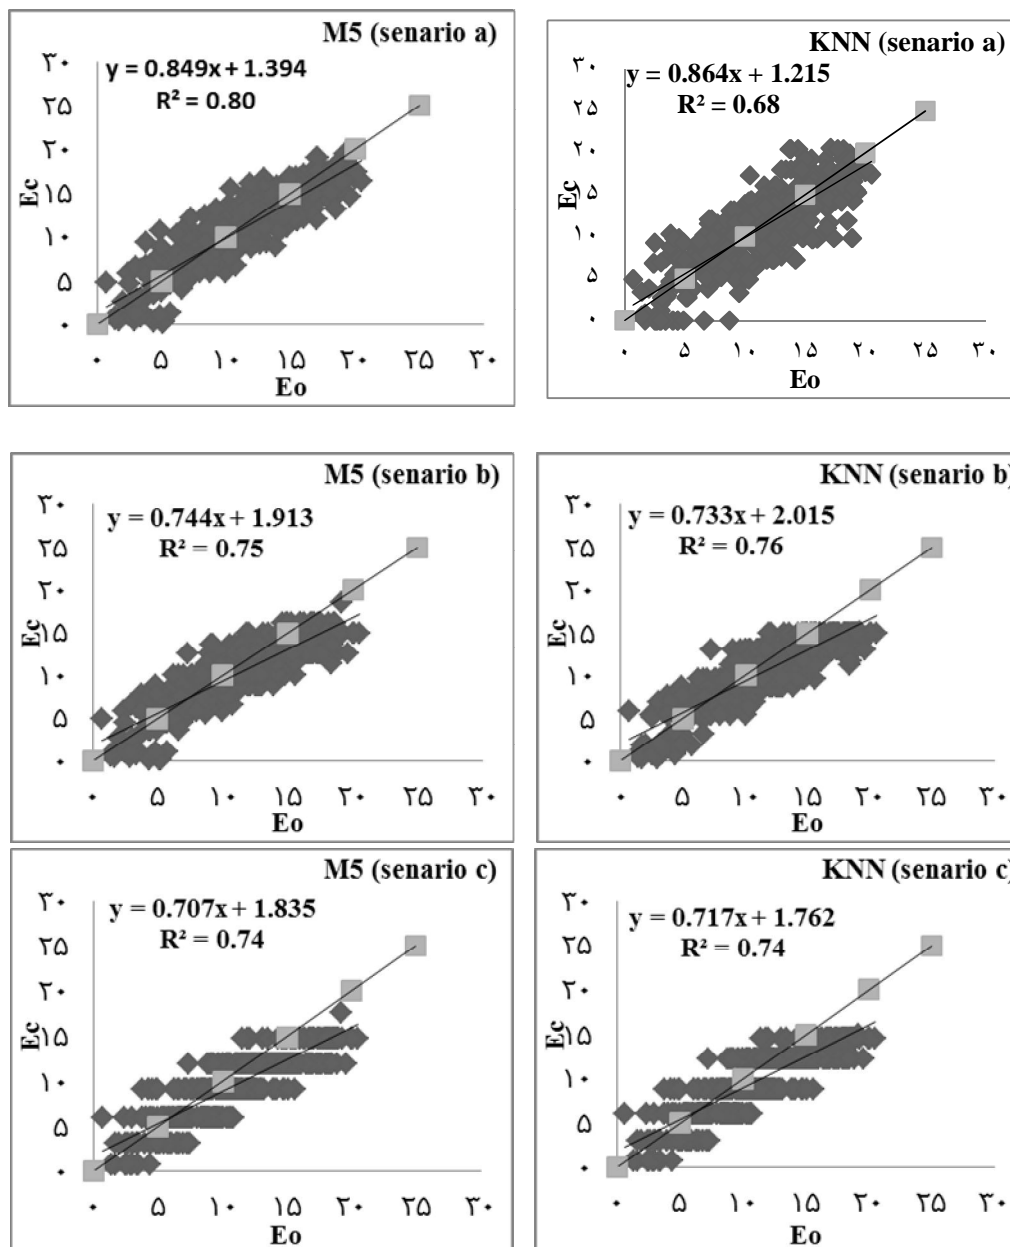 M5 (senario a)
y = 0.849x + 1.394
R² = 0.80
۳۰
۲۵
۲۰
۱۵
۱۰
۵
۰
Ec
۰ ۵ ۱۰ ۱۵ ۲۰ ۲۵ ۳۰
Eo
KNN (senario a)
y = 0.864x + 1.215
R² = 0.68
۳۰
۲۵
۲۰
۱۵
۱۰
۵
۰
Ec
۰ ۵ ۱۰ ۱۵ ۲۰ ۲۵ ۳۰
Eo
M5 (senario b)
y = 0.744x + 1.913
R² = 0.75
۳۰
۲۵
۲۰
۱۵
۱۰
۵
۰
Ec
۰ ۵ ۱۰ ۱۵ ۲۰ ۲۵ ۳۰
Eo
KNN (senario b)
y = 0.733x + 2.015
R² = 0.76
۳۰
۲۵
۲۰
۱۵
۱۰
۵
۰
Ec
۰ ۵ ۱۰ ۱۵ ۲۰ ۲۵ ۳۰
Eo
M5 (senario c)
y = 0.707x + 1.835
R² = 0.74
۳۰
۲۵
۲۰
۱۵
۱۰
۵
۰
Ec
۰ ۵ ۱۰ ۱۵ ۲۰ ۲۵ ۳۰
Eo
KNN (senario c)
y = 0.717x + 1.762
R² = 0.74
۳۰
۲۵
۲۰
۱۵
۱۰
۵
۰
Ec
۰ ۵ ۱۰ ۱۵ ۲۰ ۲۵ ۳۰
Eo